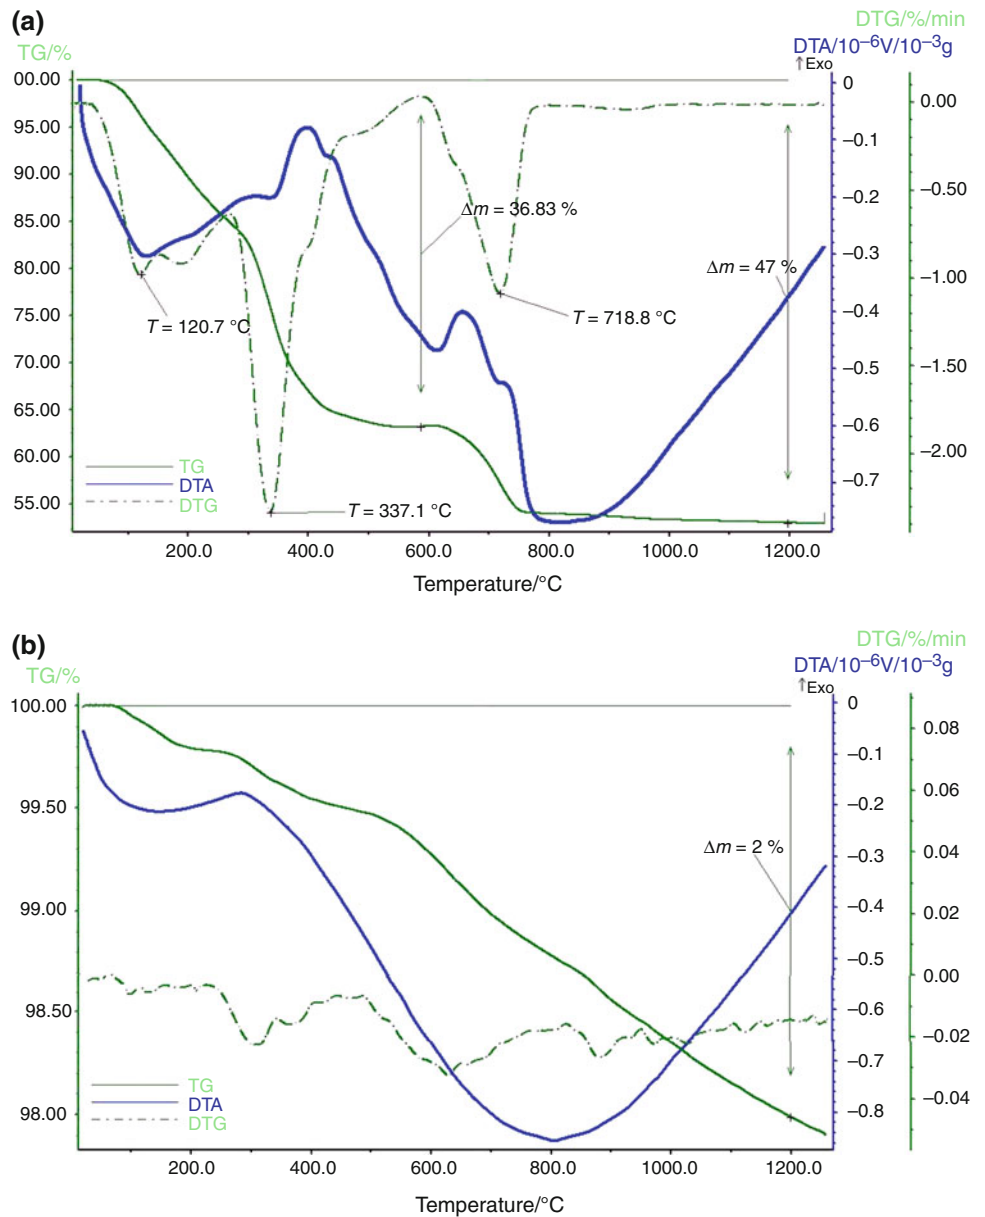 (a)
DTG/%/min
TG/%
DTA/10⁻⁶V/10⁻³g
↑Exo
00.00
95.00
90.00
85.00
80.00
75.00
70.00
65.00
60.00
55.00
0
–0.1
–0.2
–0.3
–0.4
–0.5
–0.6
–0.7
0.00
–0.50
–1.00
–1.50
–2.00
Δm = 36.83 %
Δm = 47 %
T = 120.7 °C
T = 718.8 °C
T = 337.1 °C
TG
DTA
DTG
200.0 400.0 600.0 800.0 1000.0 1200.0
Temperature/°C
(b)
DTG/%/min
TG/%
DTA/10⁻⁶V/10⁻³g
↑Exo
100.00
99.50
99.00
98.50
98.00
0
–0.1
–0.2
–0.3
–0.4
–0.5
–0.6
–0.7
–0.8
0.08
0.06
0.04
0.02
0.00
–0.02
–0.04
Δm = 2 %
TG
DTA
DTG
200.0 400.0 600.0 800.0 1000.0 1200.0
Temperature/°C